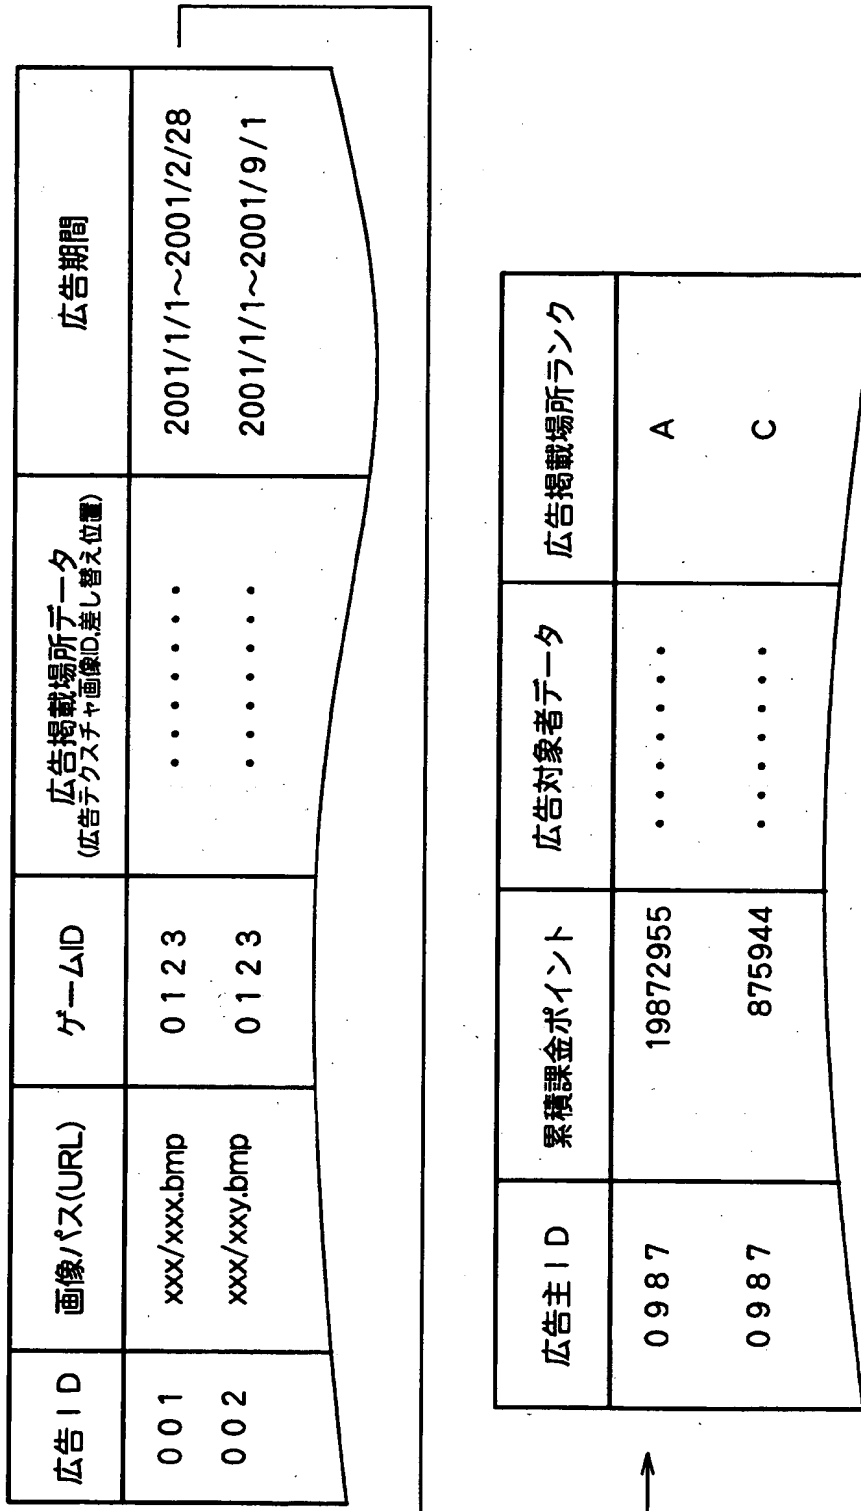 広告ID 画像パス(URL) ゲームID 広告掲載場所データ 広告期間
(広告テクスチャ画像ID,差し替え位置)
001 xxx/xxx.bmp 0123 ・・・・・・・ 2001/1/1～2001/2/28
002 xxx/xxy.bmp 0123 ・・・・・・・ 2001/1/1～2001/9/1
広告主ID 累積課金ポイント 広告対象者データ 広告掲載場所ランク
0987 19872955 ・・・・・・・ A
0987 875944 ・・・・・・・ C